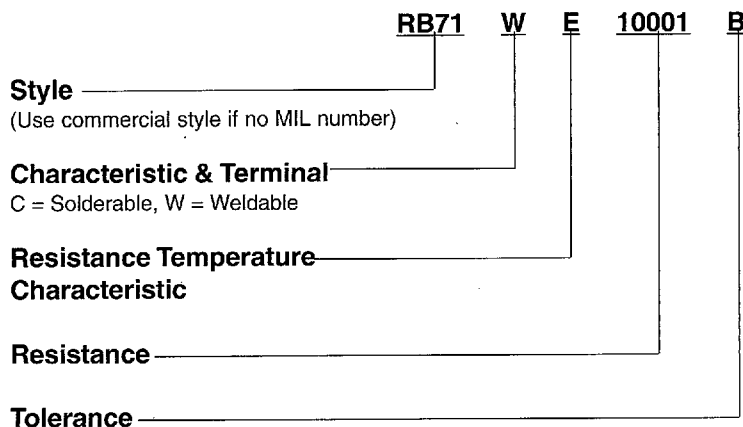 RB71 W E 10001 B
Style
(Use commercial style if no MIL number)
Characteristic & Terminal
C = Solderable, W = Weldable
Resistance Temperature
Characteristic
Resistance
Tolerance